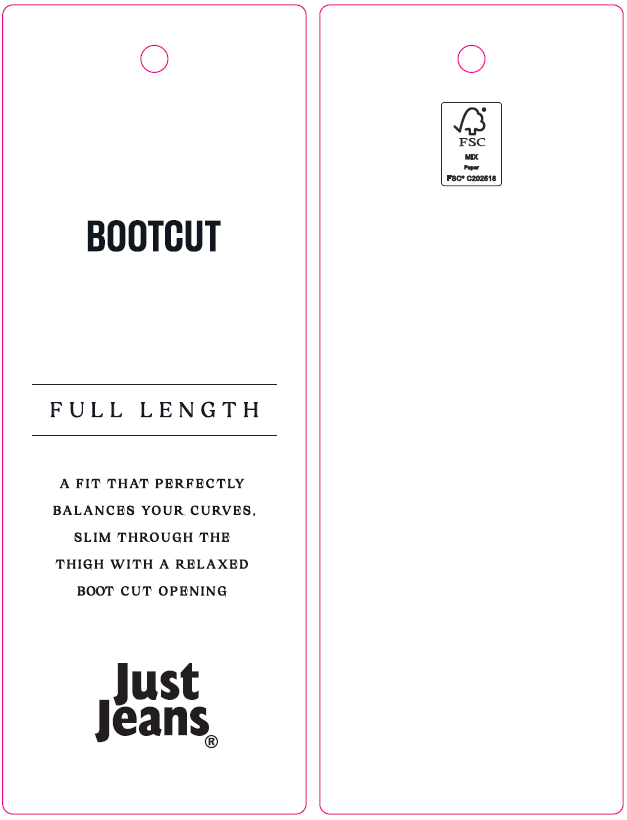 BOOTCUT
FULL LENGTH
A FIT THAT PERFECTLY
BALANCES YOUR CURVES,
SLIM THROUGH THE
THIGH WITH A RELAXED
BOOT CUT OPENING
Just
Jeans®
FSC
MIX
Paper
FSC® C202518